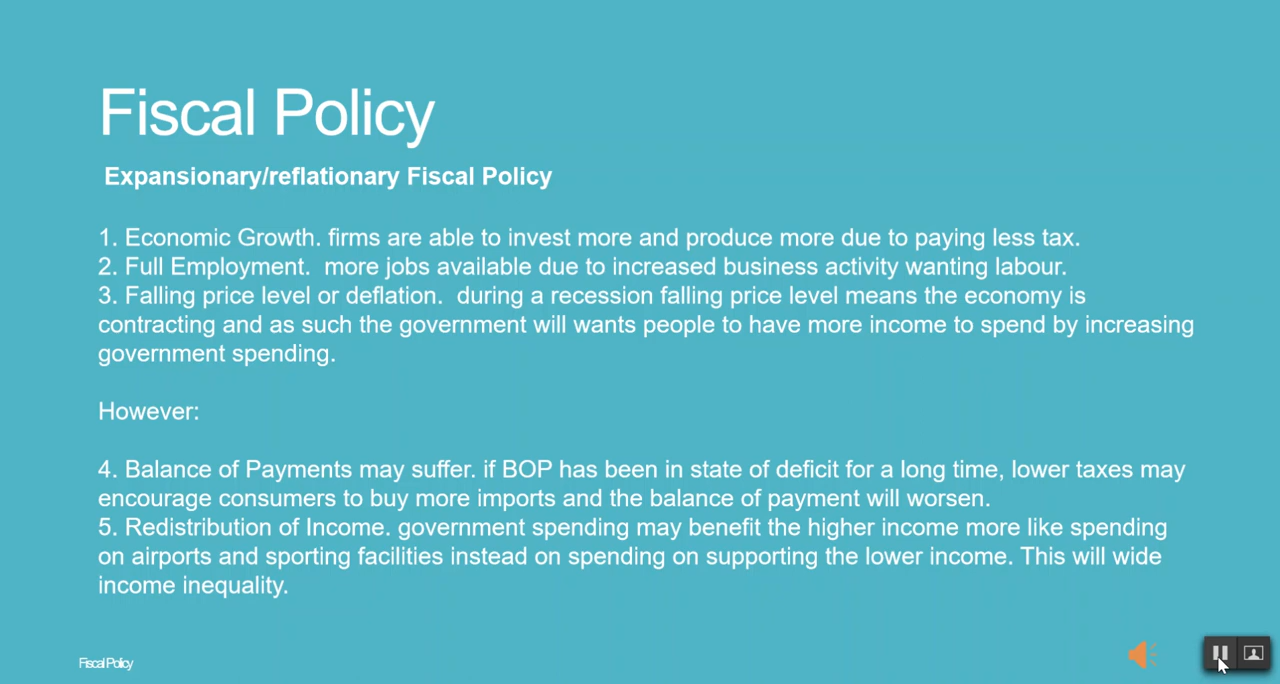 Fiscal Policy
Expansionary/reflationary Fiscal Policy
1. Economic Growth. firms are able to invest more and produce more due to paying less tax.
2. Full Employment.  more jobs available due to increased business activity wanting labour.
3. Falling price level or deflation.  during a recession falling price level means the economy is
contracting and as such the government will wants people to have more income to spend by increasing
government spending.
However:
4. Balance of Payments may suffer. if BOP has been in state of deficit for a long time, lower taxes may
encourage consumers to buy more imports and the balance of payment will worsen.
5. Redistribution of Income. government spending may benefit the higher income more like spending
on airports and sporting facilities instead on spending on supporting the lower income. This will wide
income inequality.
Fiscal Policy